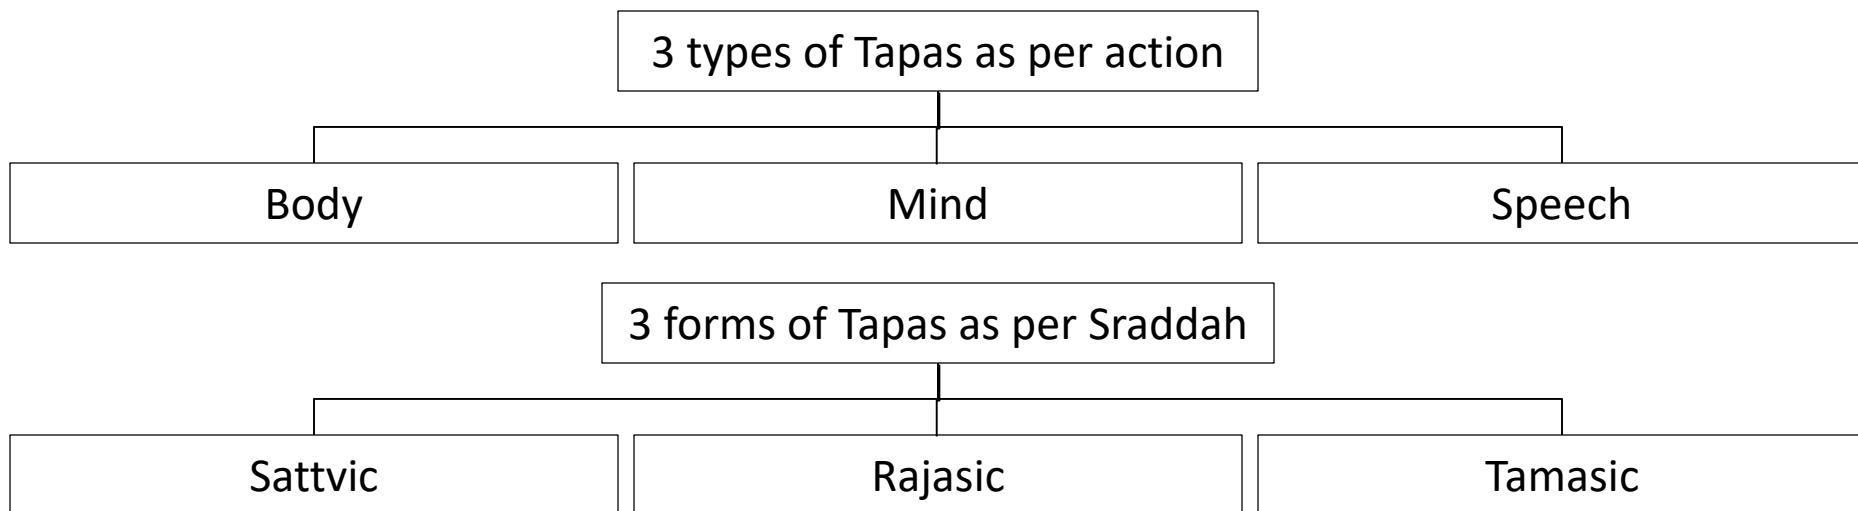 3 types of Tapas as per action
Body
Mind
Speech
3 forms of Tapas as per Sraddah
Sattvic
Rajasic
Tamasic